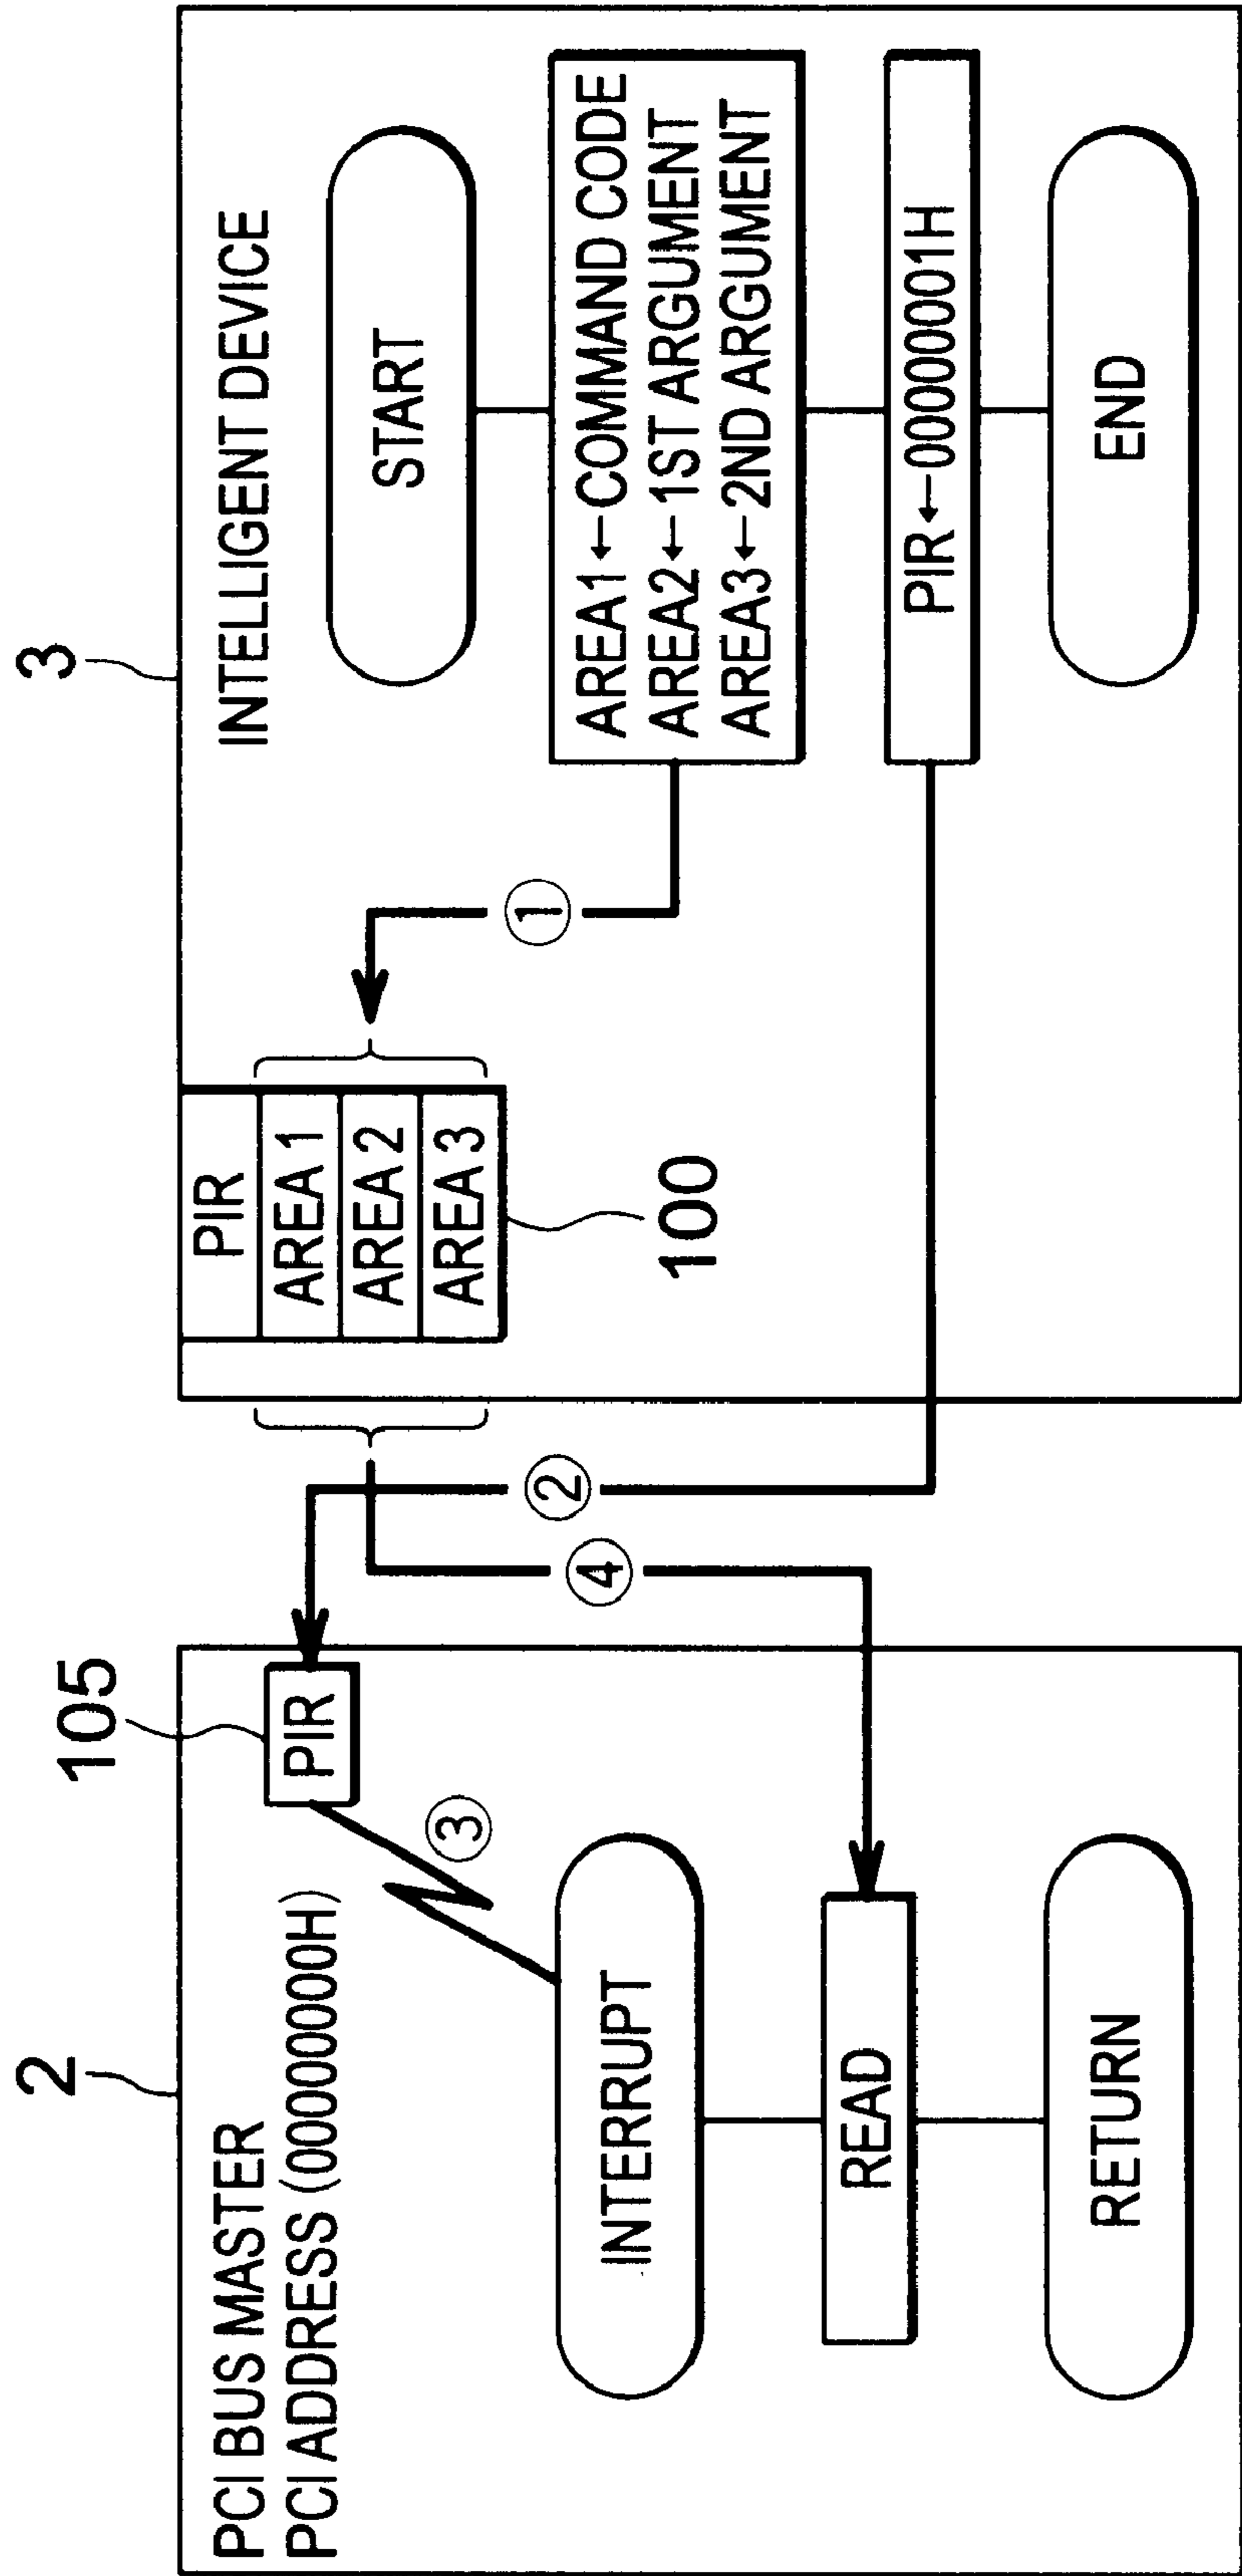 2
PCI BUS MASTER
PCI ADDRESS (00000000H)
105
PIR
③
INTERRUPT
READ
RETURN
②
④
3
INTELLIGENT DEVICE
PIR
AREA 1
AREA 2
AREA 3
100
①
START
AREA1←COMMAND CODE
AREA2←1ST ARGUMENT
AREA3←2ND ARGUMENT
PIR←00000001H
END